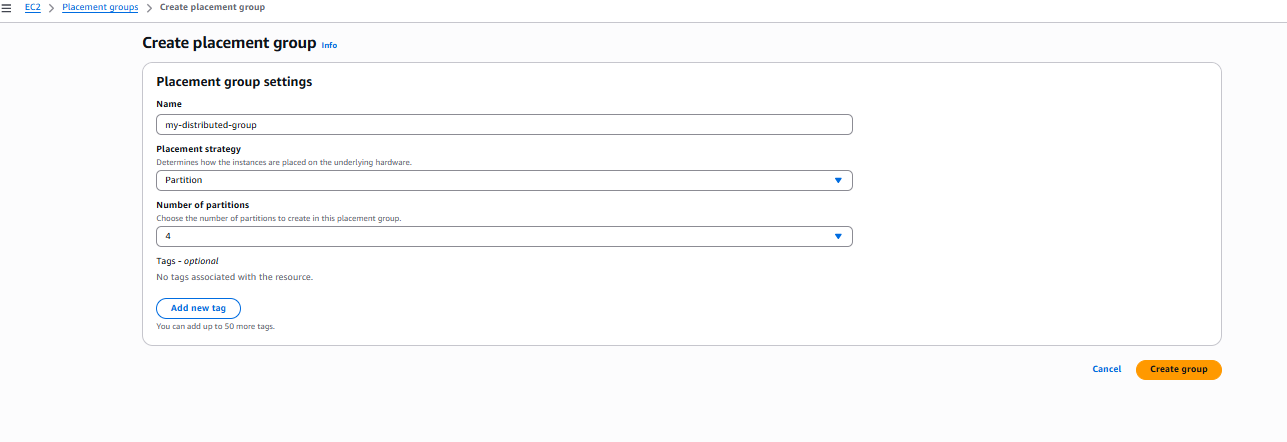 EC2 > Placement groups > Create placement group
Create placement group Info
Placement group settings
Name
my-distributed-group
Placement strategy
Determines how the instances are placed on the underlying hardware.
Partition
Number of partitions
Choose the number of partitions to create in this placement group.
4
Tags - optional
No tags associated with the resource.
Add new tag
You can add up to 50 more tags.
Cancel Create group